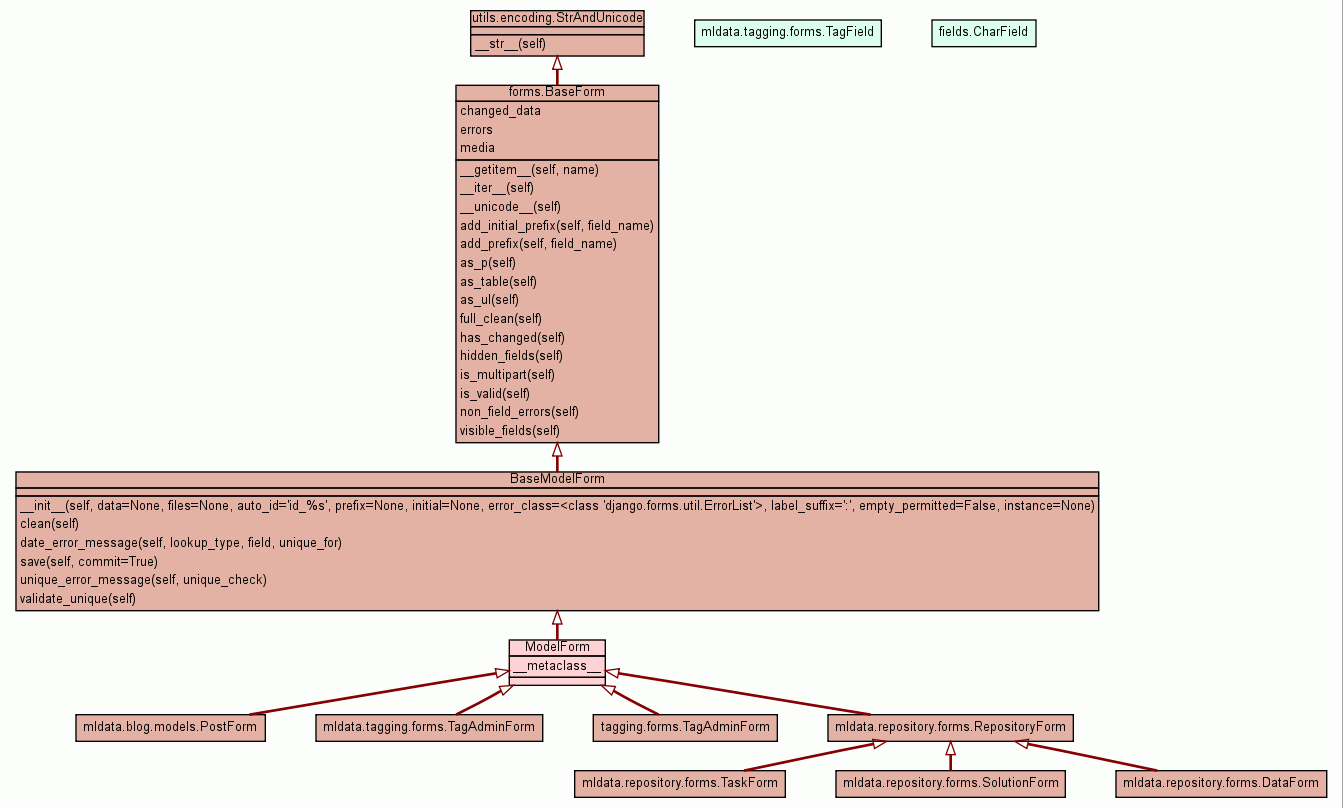 utils.encoding.StrAndUnicode
__str__(self)
mldata.tagging.forms.TagField
fields.CharField
forms.BaseForm
changed_data
errors
media
__getitem__(self, name)
__iter__(self)
__unicode__(self)
add_initial_prefix(self, field_name)
add_prefix(self, field_name)
as_p(self)
as_table(self)
as_ul(self)
full_clean(self)
has_changed(self)
hidden_fields(self)
is_multipart(self)
is_valid(self)
non_field_errors(self)
visible_fields(self)
BaseModelForm
__init__(self, data=None, files=None, auto_id='id_%s', prefix=None, initial=None, error_class=<class 'django.forms.util.ErrorList'>, label_suffix=':', empty_permitted=False, instance=None)
clean(self)
date_error_message(self, lookup_type, field, unique_for)
save(self, commit=True)
unique_error_message(self, unique_check)
validate_unique(self)
ModelForm
__metaclass__
mldata.blog.models.PostForm
mldata.tagging.forms.TagAdminForm
tagging.forms.TagAdminForm
mldata.repository.forms.RepositoryForm
mldata.repository.forms.TaskForm
mldata.repository.forms.SolutionForm
mldata.repository.forms.DataForm